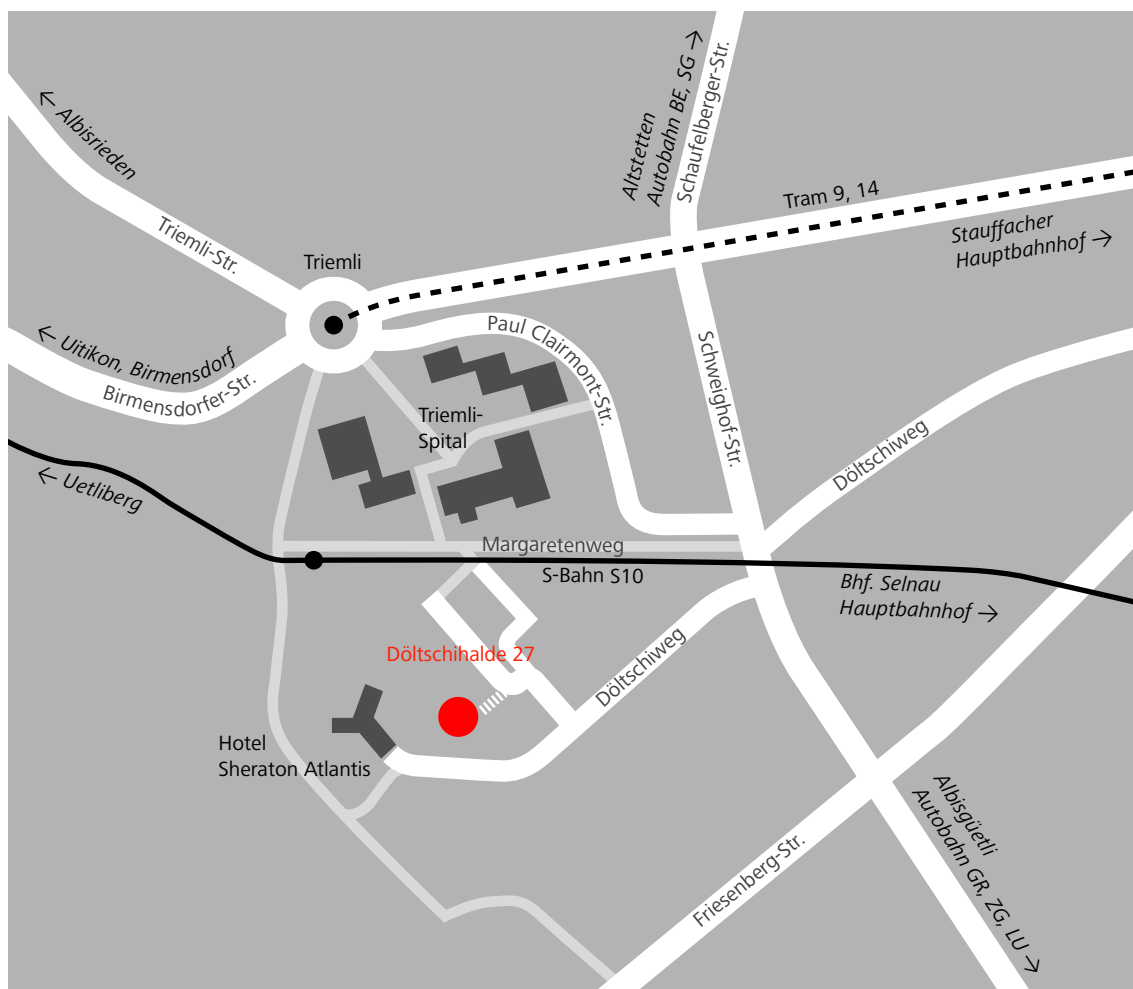 ← Albisrieden
Altstetten
Autobahn BE, SG →
Schaufelberger-Str.
Tram 9, 14
Stauffacher
Hauptbahnhof →
Triemli-Str.
Triemli
← Uitikon, Birmensdorf
Birmensdorfer-Str.
Paul Clairmont-Str.
Schweighof-Str.
Triemli-
Spital
Döltschiweg
← Uetliberg
Margaretenweg
S-Bahn S10
Bhf. Selnau
Hauptbahnhof →
Döltschihalde 27
Döltschiweg
Hotel
Sheraton Atlantis
Friesenberg-Str.
Albisgüetli
Autobahn GR, ZG, LU →